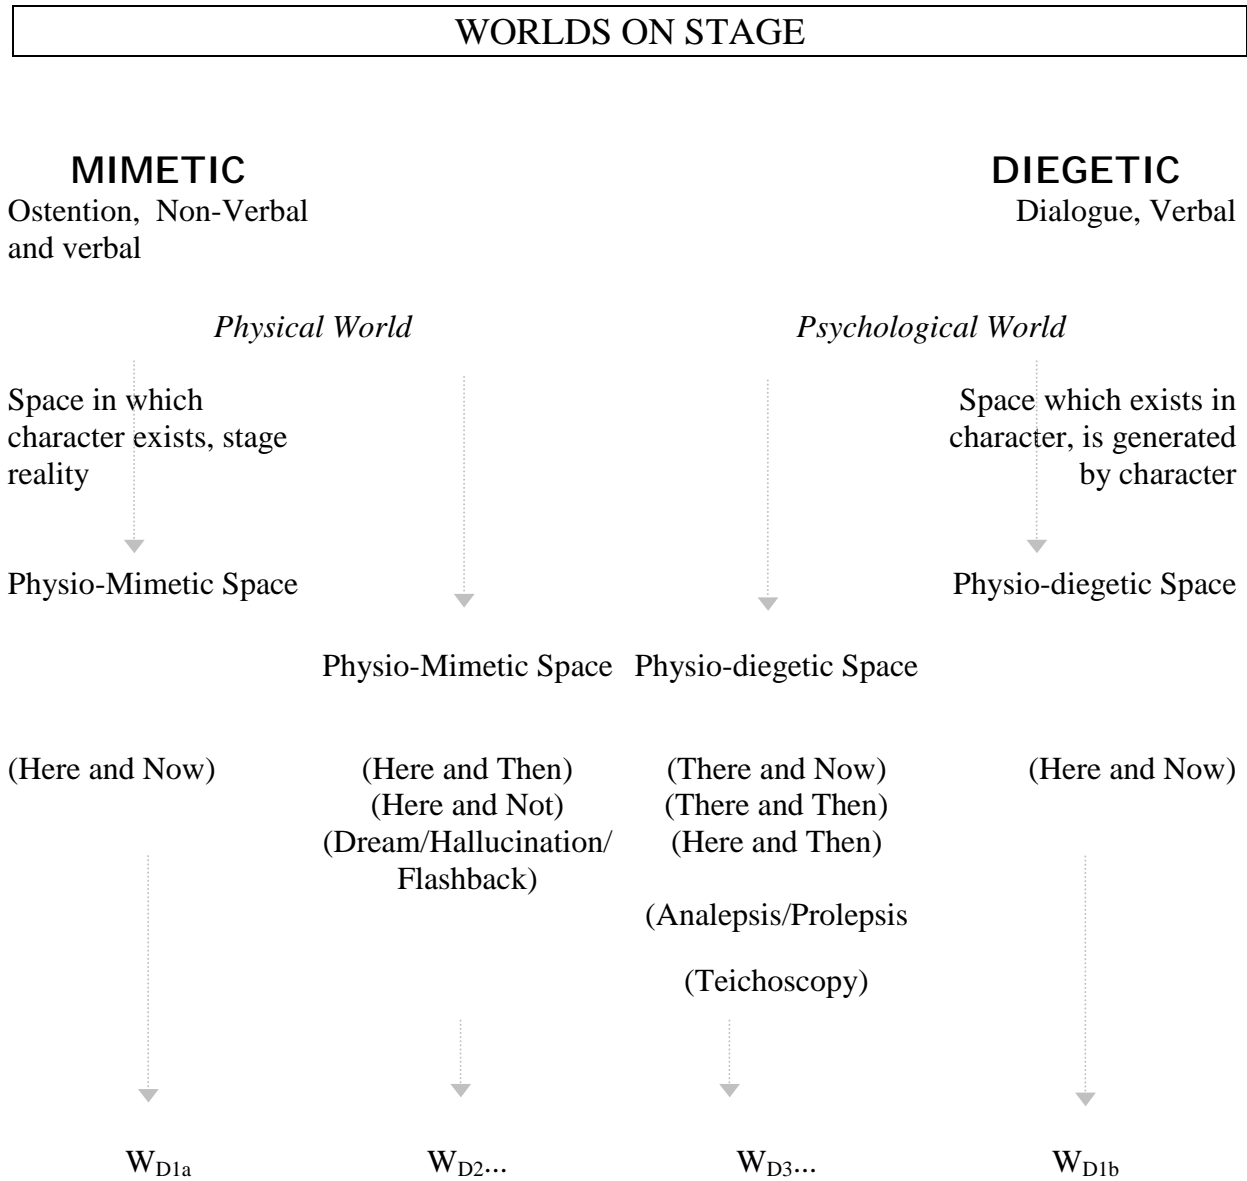 WORLDS ON STAGE
MIMETIC
DIEGETIC
Ostention, Non-Verbal
and verbal
Dialogue, Verbal
Physical World
Psychological World
Space in which
character exists, stage
reality
Space which exists in
character, is generated
by character
Physio-Mimetic Space
Physio-diegetic Space
Physio-Mimetic Space
Physio-diegetic Space
(Here and Now)
(Here and Then)
(Here and Not)
(Dream/Hallucination/
Flashback)
(There and Now)
(There and Then)
(Here and Then)
(Analepsis/Prolepsis
(Teichoscopy)
(Here and Now)
WD1a
WD2...
WD3...
WD1b